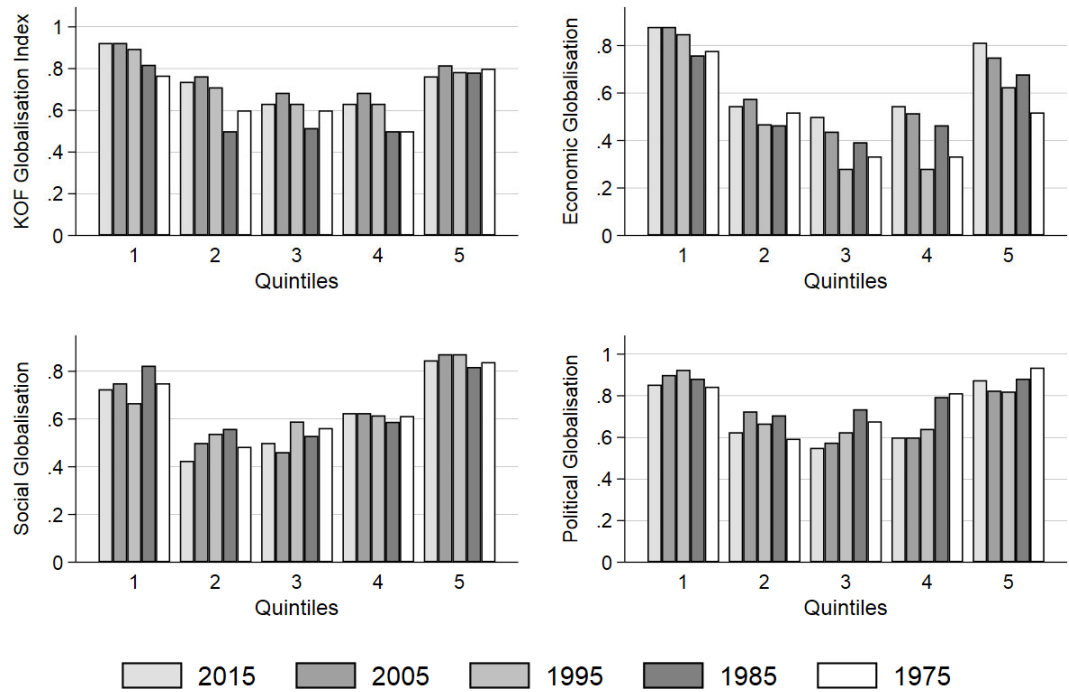 KOF Globalisation Index
1
.8
.6
.4
.2
0
1 2 3 4 5
Quintiles
Economic Globalisation
.8
.6
.4
.2
0
1 2 3 4 5
Quintiles
Social Globalisation
.8
.6
.4
.2
0
1 2 3 4 5
Quintiles
Political Globalisation
1
.8
.6
.4
.2
0
1 2 3 4 5
Quintiles
2015 2005 1995 1985 1975